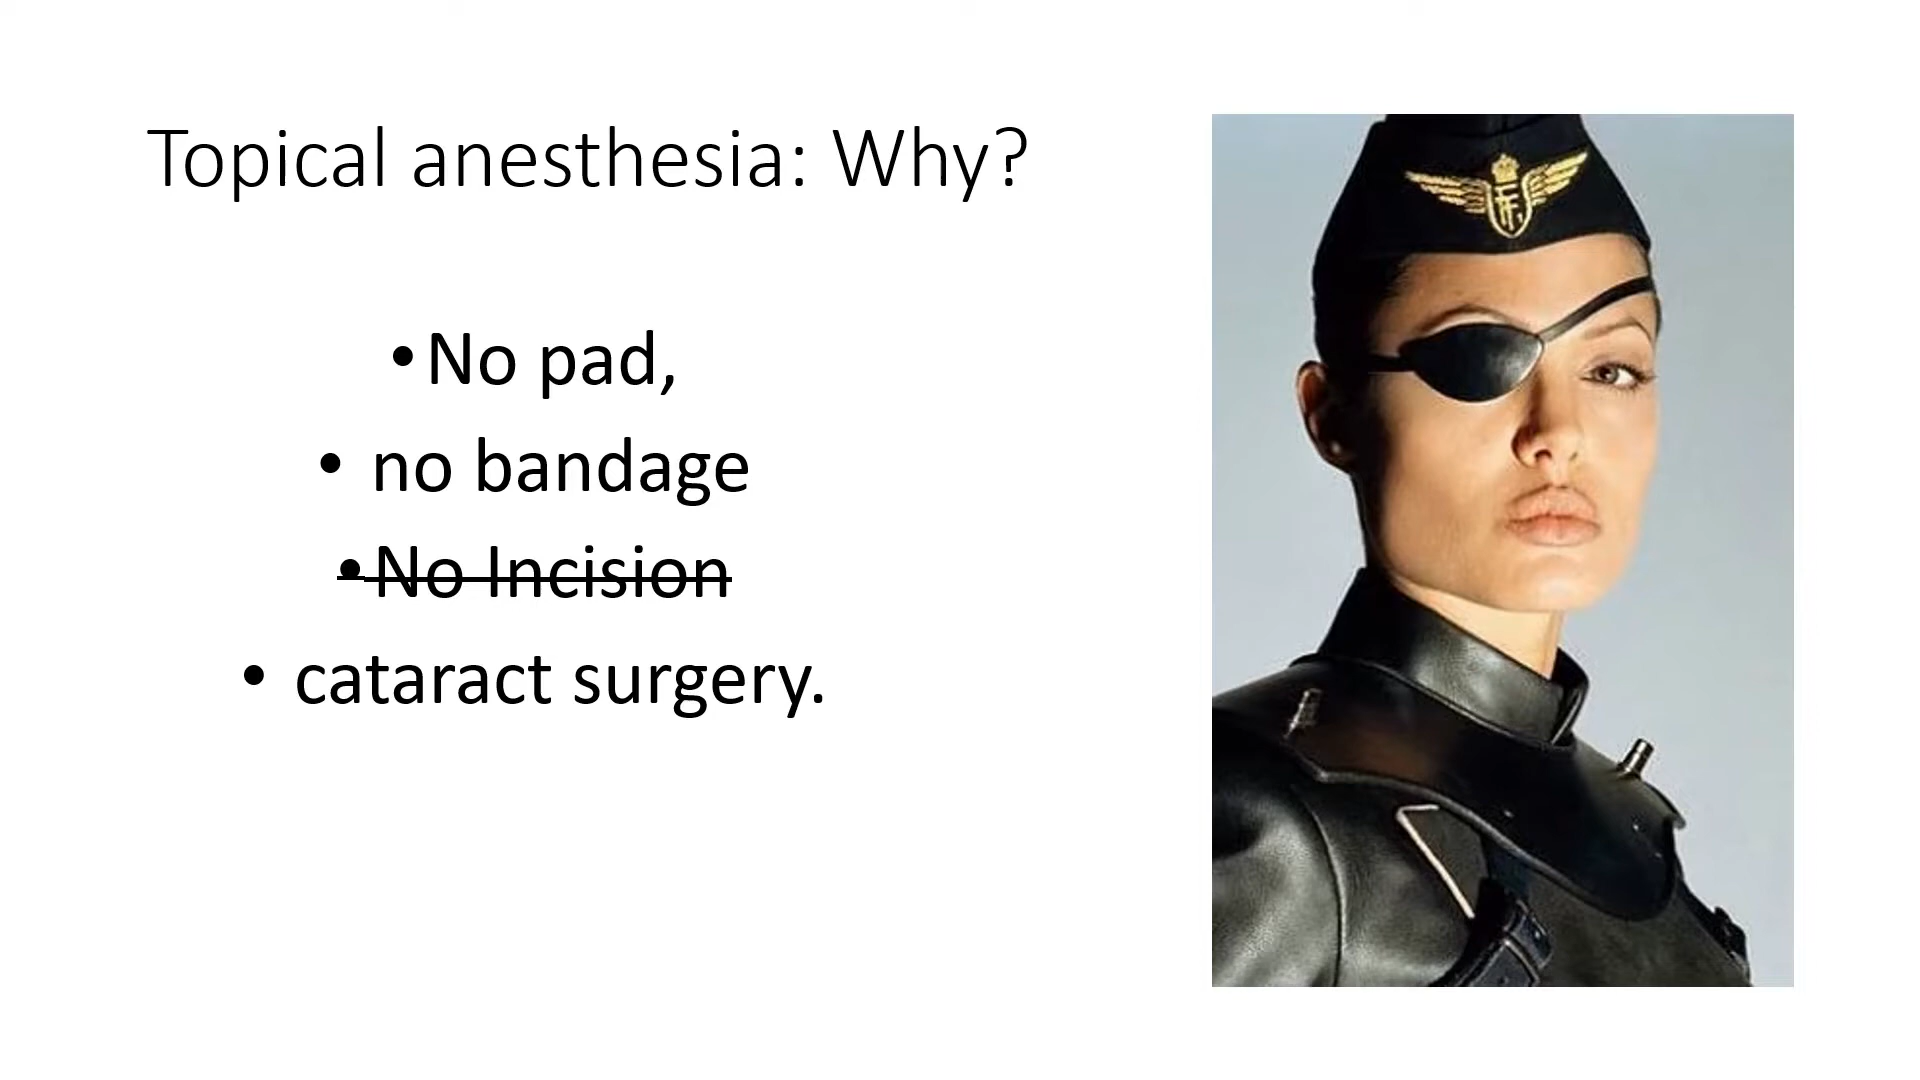 Topical anesthesia: Why?
• No pad,
• no bandage
• No Incision
• cataract surgery.